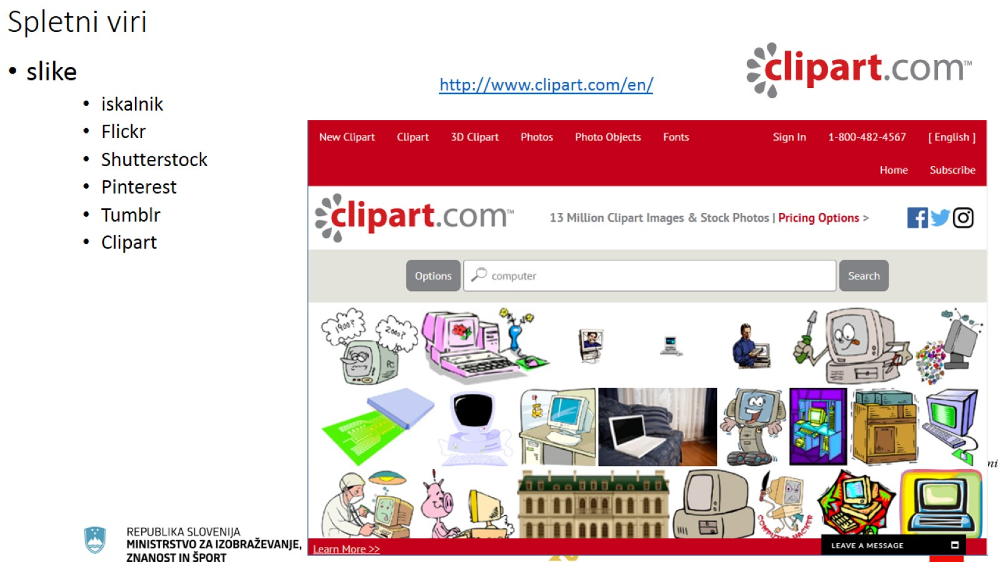 Spletni viri
• slike
• iskalnik
• Flickr
• Shutterstock
• Pinterest
• Tumblr
• Clipart
http://www.clipart.com/en/
clipart.com™
New Clipart Clipart 3D Clipart Photos Photo Objects Fonts Sign In 1-800-482-4567 [ English ]
Home Subscribe
clipart.com™
13 Million Clipart Images & Stock Photos | Pricing Options >
Options computer Search
1900? 2000?
PC
COMPUTER HACKER
Learn More >>
LEAVE A MESSAGE
REPUBLIKA SLOVENIJA
MINISTRSTVO ZA IZOBRAŽEVANJE,
ZNANOST IN ŠPORT